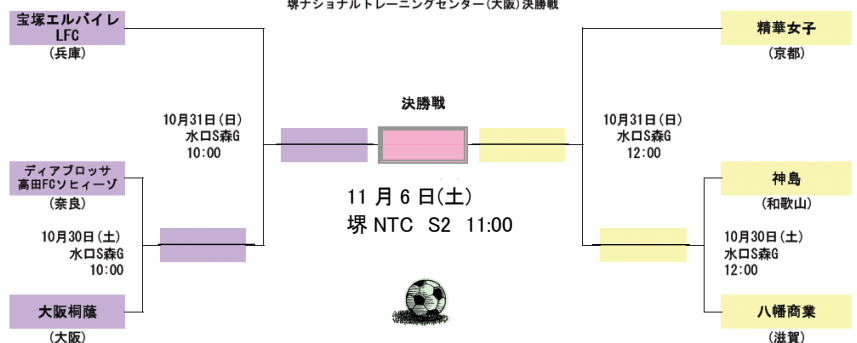 堺ナショナルトレーニングセンター(大阪)決勝戦
宝塚エルバイレ
LFC
(兵庫)
精華女子
(京都)
決勝戦
10月31日(日)
水口S森G
10:00
10月31日(日)
水口S森G
12:00
ディアブロッサ
高田FCソヒィーゾ
(奈良)
神島
(和歌山)
11 月 6 日(土)
堺 NTC S2 11:00
10月30日(土)
水口S森G
10:00
10月30日(土)
水口S森G
12:00
大阪桐蔭
(大阪)
八幡商業
(滋賀)